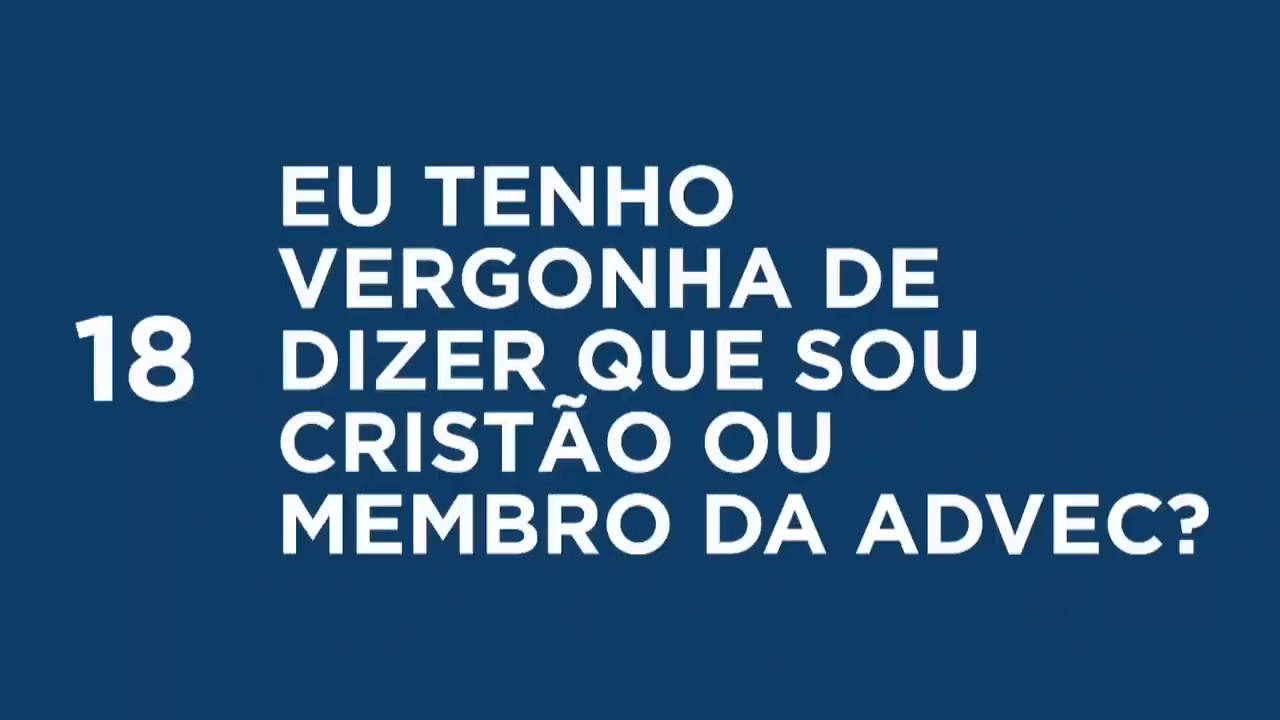 18
EU TENHO
VERGONHA DE
DIZER QUE SOU
CRISTÃO OU
MEMBRO DA ADVEC?